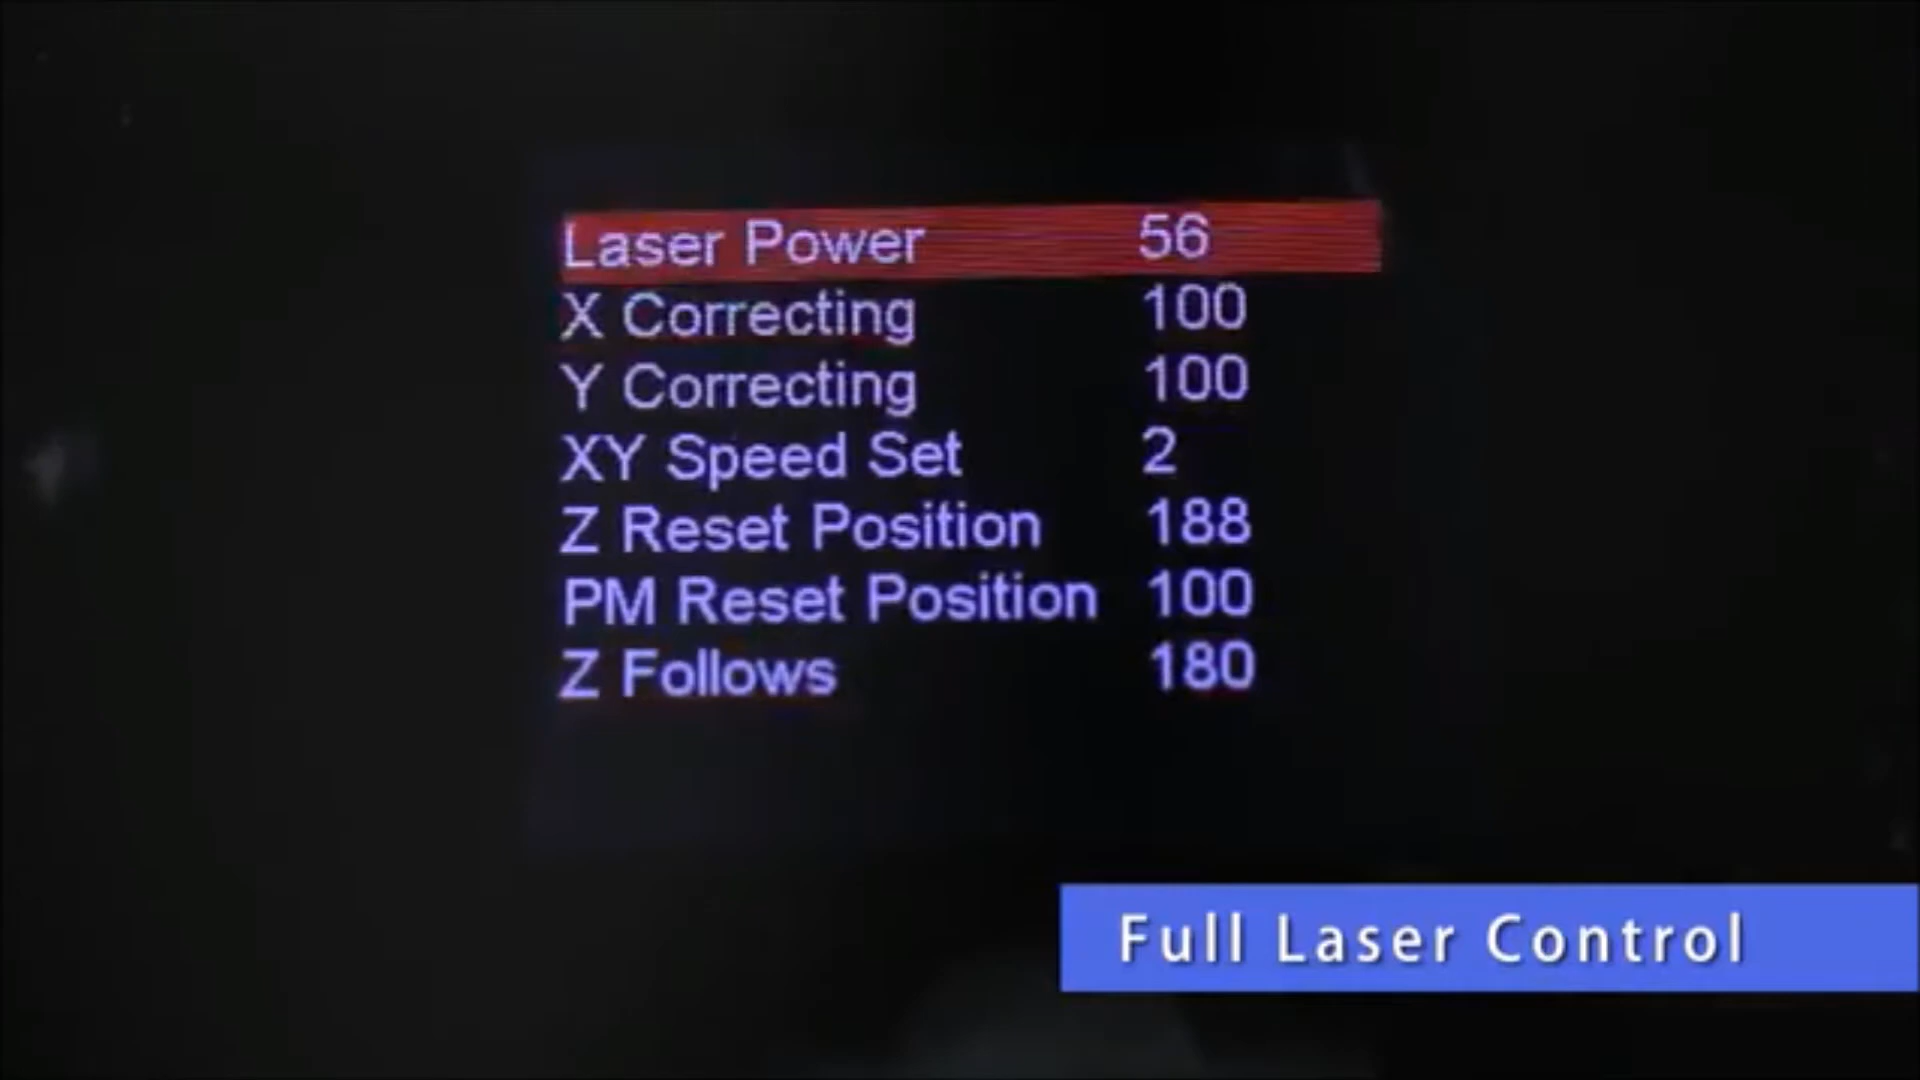 Laser Power 56
X Correcting 100
Y Correcting 100
XY Speed Set 2
Z Reset Position 188
PM Reset Position 100
Z Follows 180
Full Laser Control